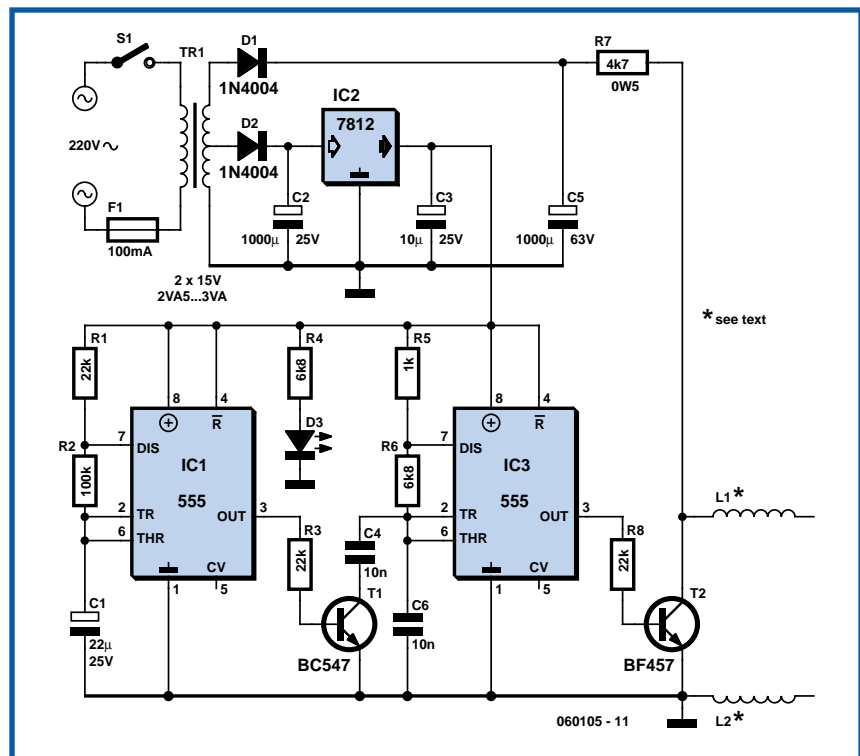 S1
TR1
D1
1N4004
R7
4k7
0W5
IC2
7812
D2
1N4004
220V ~
F1
100mA
C2
1000µ 25V
C3
10µ 25V
C5
1000µ 63V
2 x 15V
2VA5...3VA
* see text
R1
22k
R4
6k8
R5
1k
8 4
R
7
DIS
R2
100k
IC1
555
2
TR
6
THR
OUT
3
CV
1 5
D3
R3
22k
C1
22µ
25V
T1
BC547
C4
10n
C6
10n
R6
6k8
8 4
R
7
DIS
IC3
555
2
TR
6
THR
OUT
3
CV
1 5
R8
22k
T2
BF457
L1*
L2*
060105 - 11